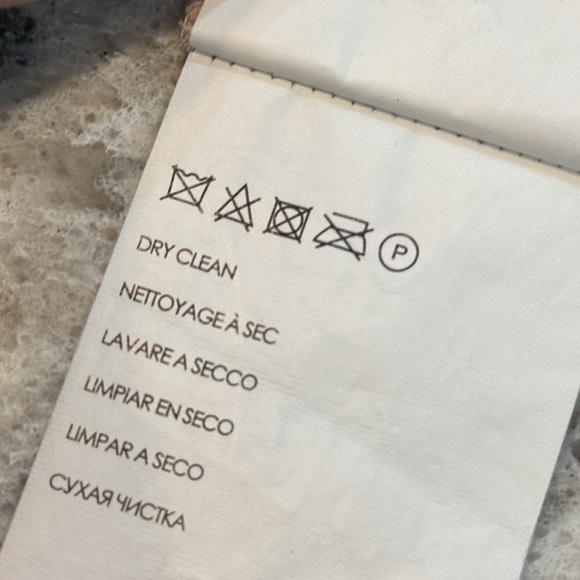 P
DRY CLEAN
NETTOYAGE À SEC
LAVARE A SECCO
LIMPIAR EN SECO
LIMPAR A SECO
СУХАЯ ЧИСТКА